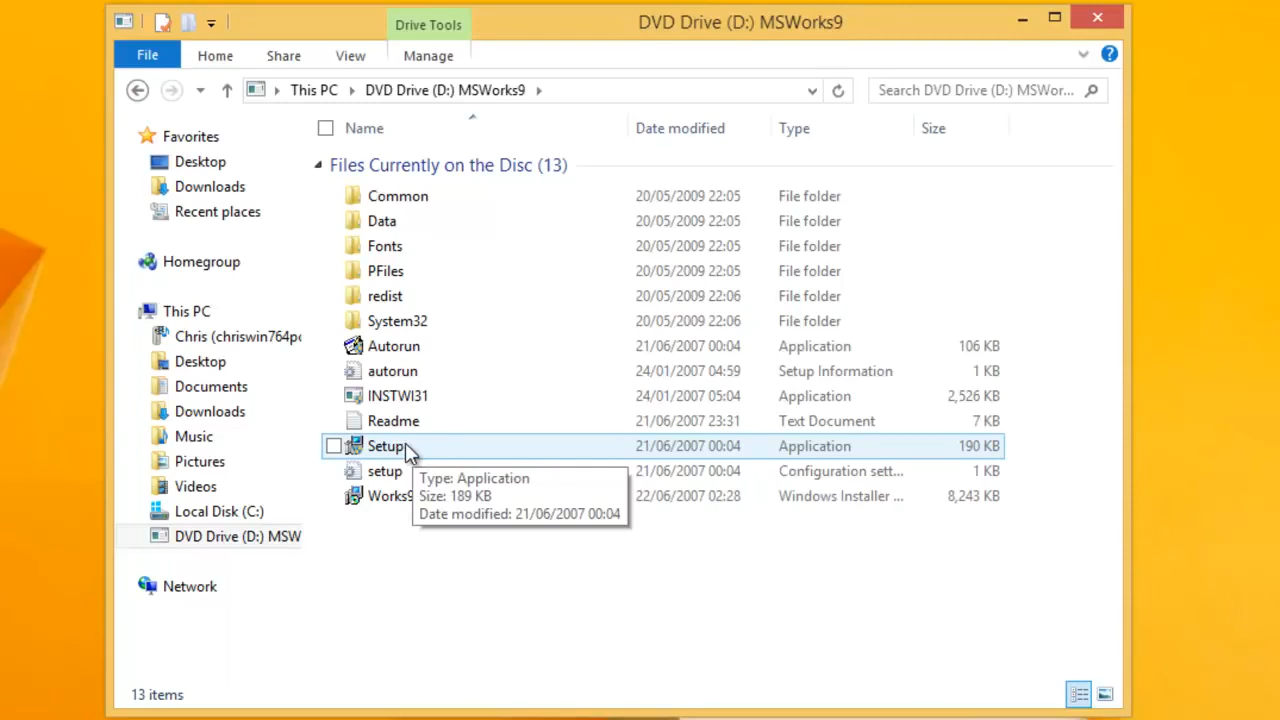 Drive Tools
DVD Drive (D:) MSWorks9
File Home Share View Manage
This PC DVD Drive (D:) MSWorks9
Search DVD Drive (D:) MSWor...
Name Date modified Type Size
Files Currently on the Disc (13)
Common 20/05/2009 22:05 File folder
Data 20/05/2009 22:05 File folder
Fonts 20/05/2009 22:05 File folder
PFiles 20/05/2009 22:05 File folder
redist 20/05/2009 22:06 File folder
System32 20/05/2009 22:06 File folder
Autorun 21/06/2007 00:04 Application 106 KB
autorun 24/01/2007 04:59 Setup Information 1 KB
INSTWI31 24/01/2007 05:04 Application 2,526 KB
Readme 21/06/2007 23:31 Text Document 7 KB
Setup 21/06/2007 00:04 Application 190 KB
setup 21/06/2007 00:04 Configuration sett... 1 KB
Works9 22/06/2007 02:28 Windows Installer ... 8,243 KB
Type: Application
Size: 189 KB
Date modified: 21/06/2007 00:04
Favorites
Desktop
Downloads
Recent places
Homegroup
This PC
Chris (chriswin764pc
Desktop
Documents
Downloads
Music
Pictures
Videos
Local Disk (C:)
DVD Drive (D:) MSW
Network
13 items